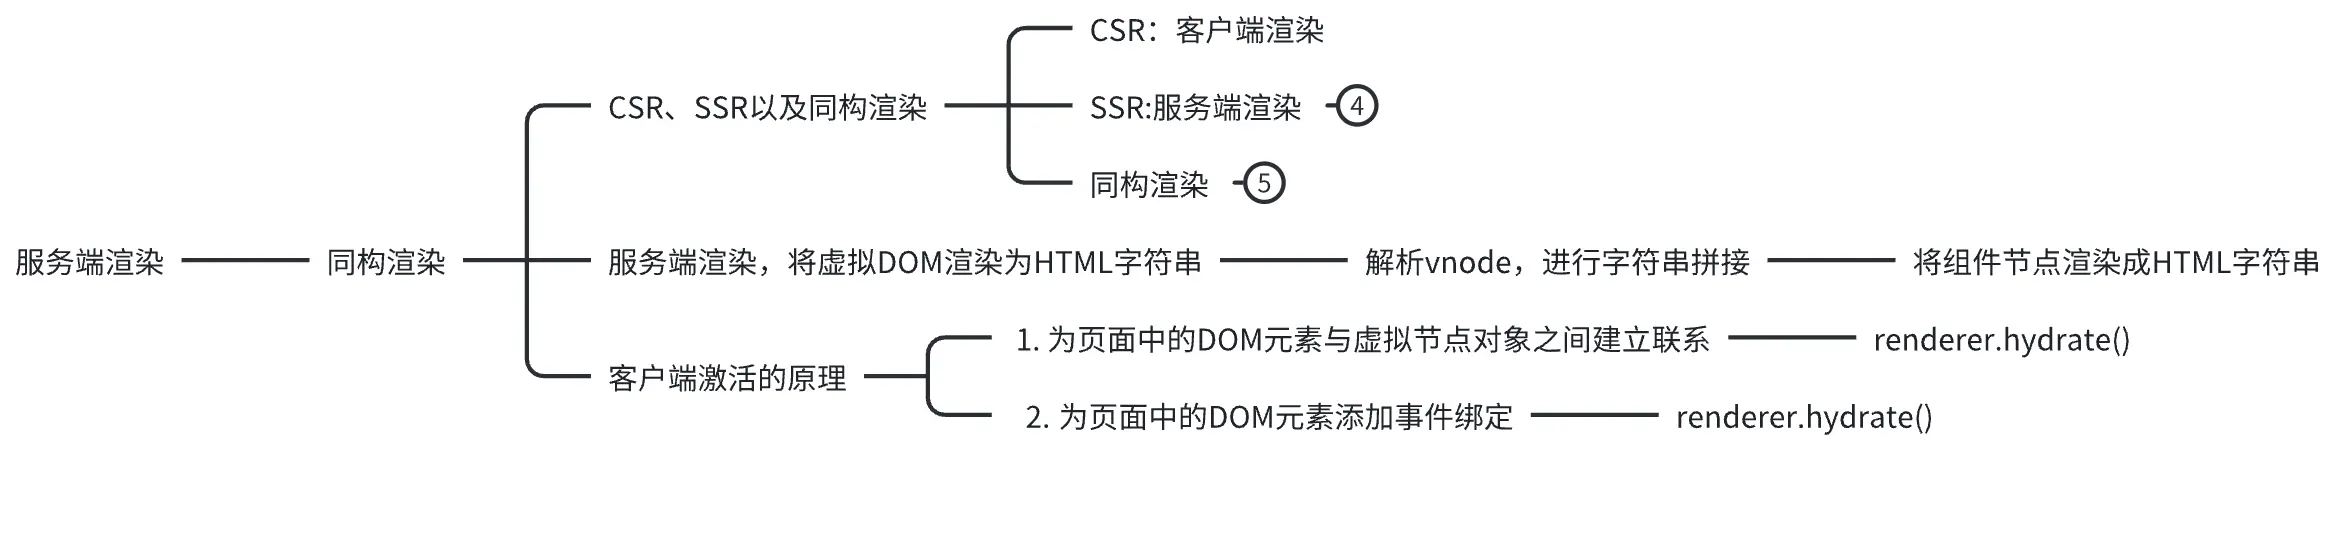 服务端渲染
同构渲染
CSR、SSR以及同构渲染
CSR：客户端渲染
SSR:服务端渲染
4
同构渲染
5
服务端渲染，将虚拟DOM渲染为HTML字符串
解析vnode，进行字符串拼接
将组件节点渲染成HTML字符串
客户端激活的原理
1. 为页面中的DOM元素与虚拟节点对象之间建立联系
renderer.hydrate()
2. 为页面中的DOM元素添加事件绑定
renderer.hydrate()